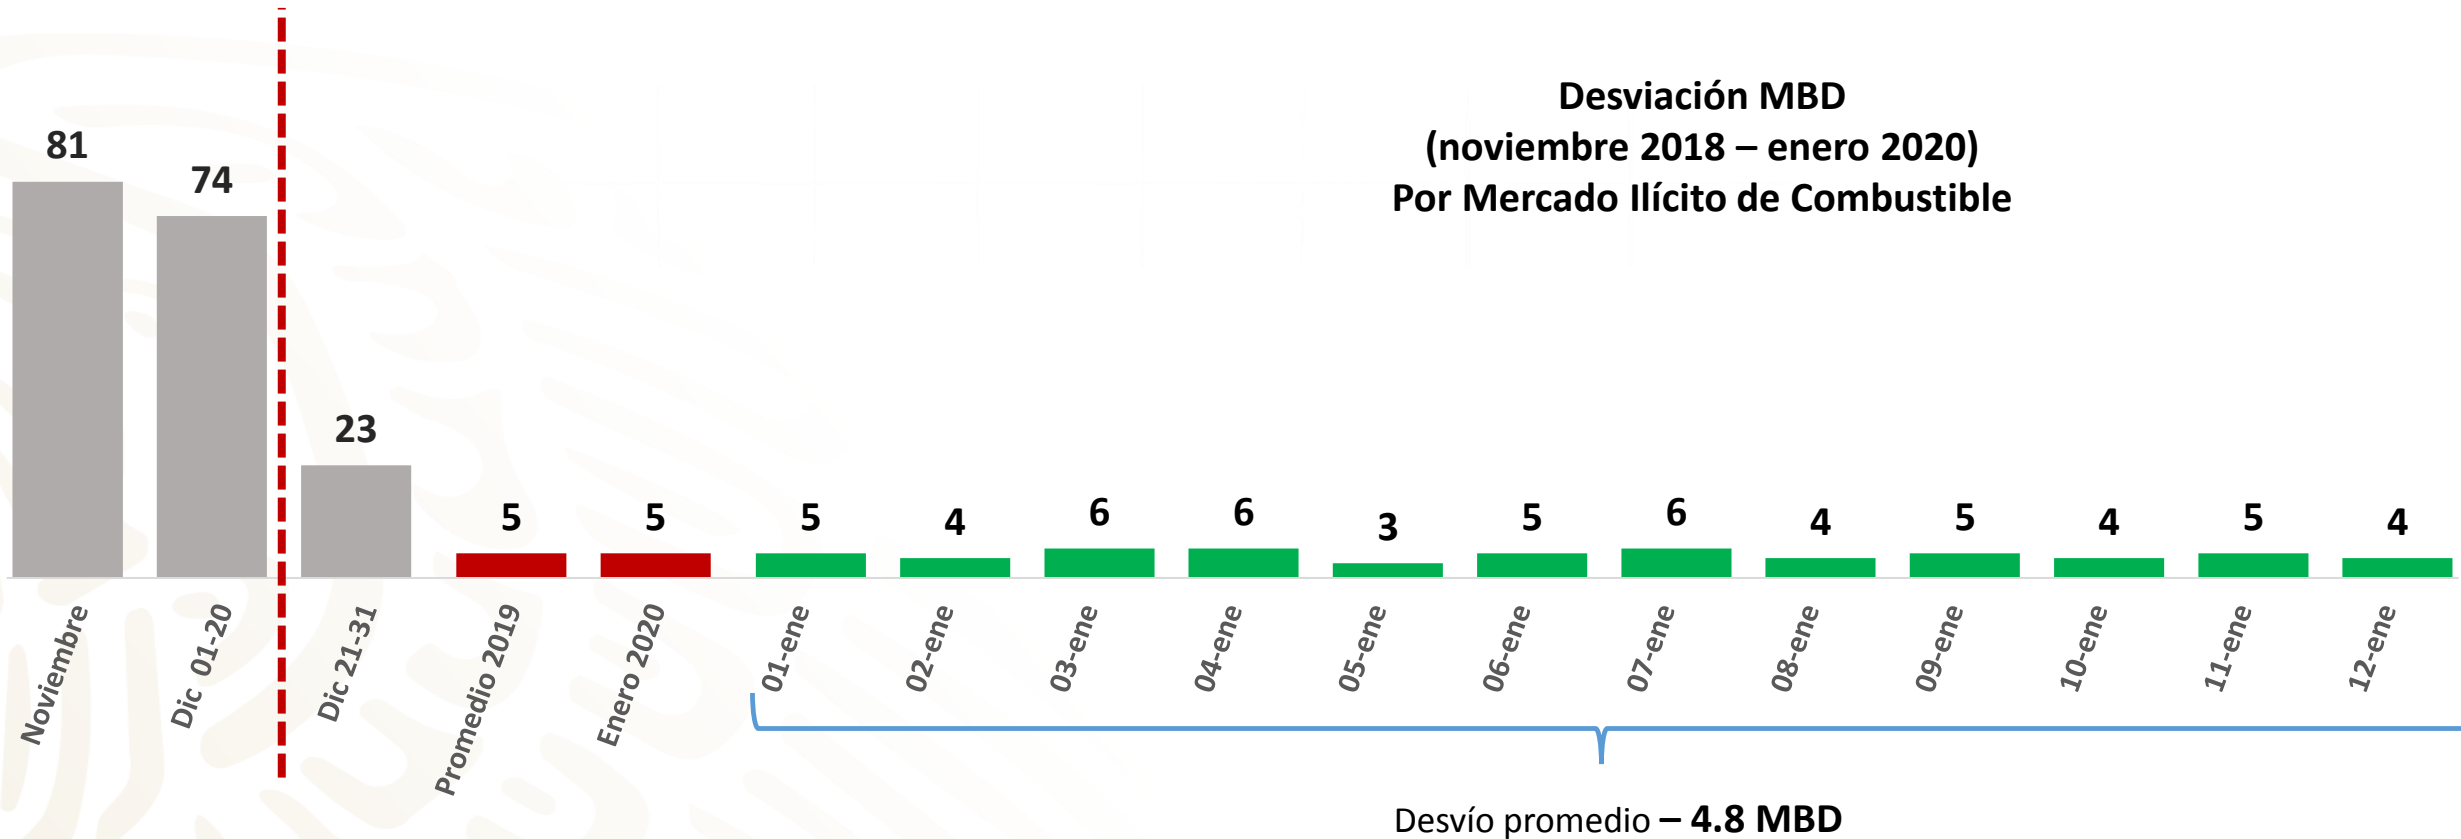 Desviación MBD
(noviembre 2018 – enero 2020)
Por Mercado Ilícito de Combustible
81
74
23
5
5
5
4
6
6
3
5
6
4
5
4
5
4
Noviembre
Dic 01-20
Dic 21-31
Promedio 2019
Enero 2020
01-ene
02-ene
03-ene
04-ene
05-ene
06-ene
07-ene
08-ene
09-ene
10-ene
11-ene
12-ene
Desvío promedio – 4.8 MBD